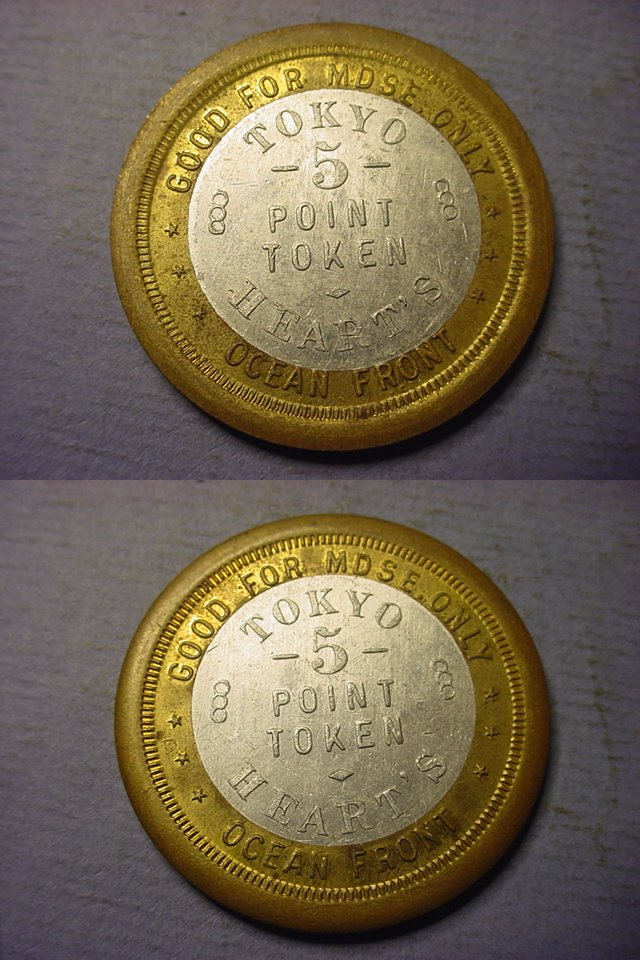 GOOD FOR MDSE. ONLY
TOKYO
-5-
POINT
TOKEN
HEART'S
OCEAN FRONT
GOOD FOR MDSE. ONLY
TOKYO
-5-
POINT
TOKEN
HEART'S
OCEAN FRONT